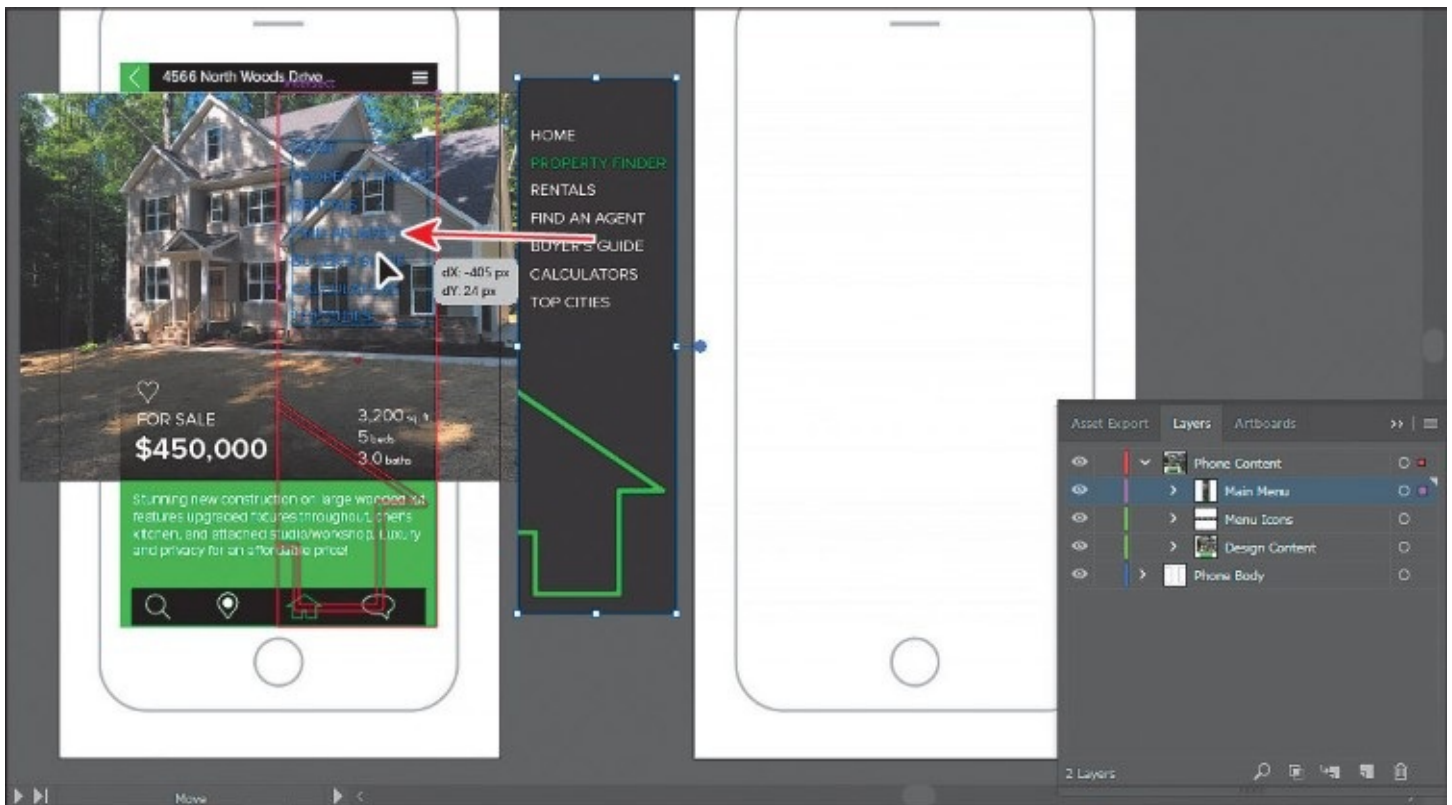 4566 North Woods Drive
intersect
HOME
PROPERTY FINDER
RENTALS
FIND AN AGENT
BUYER'S GUIDE
CALCULATORS
TOP CITIES
dX: -405 px
dY: 24 px
FOR SALE
$450,000
3,200 sq. ft
5 beds
3.0 baths
Stunning new construction on large wooded lot
features upgraded fixtures throughout, chef's
kitchen, and attached studio/workshop. Luxury
and privacy for an affordable price!
Asset Export Layers Artboards
Phone Content
Main Menu
Menu Icons
Design Content
Phone Body
2 Layers
Move